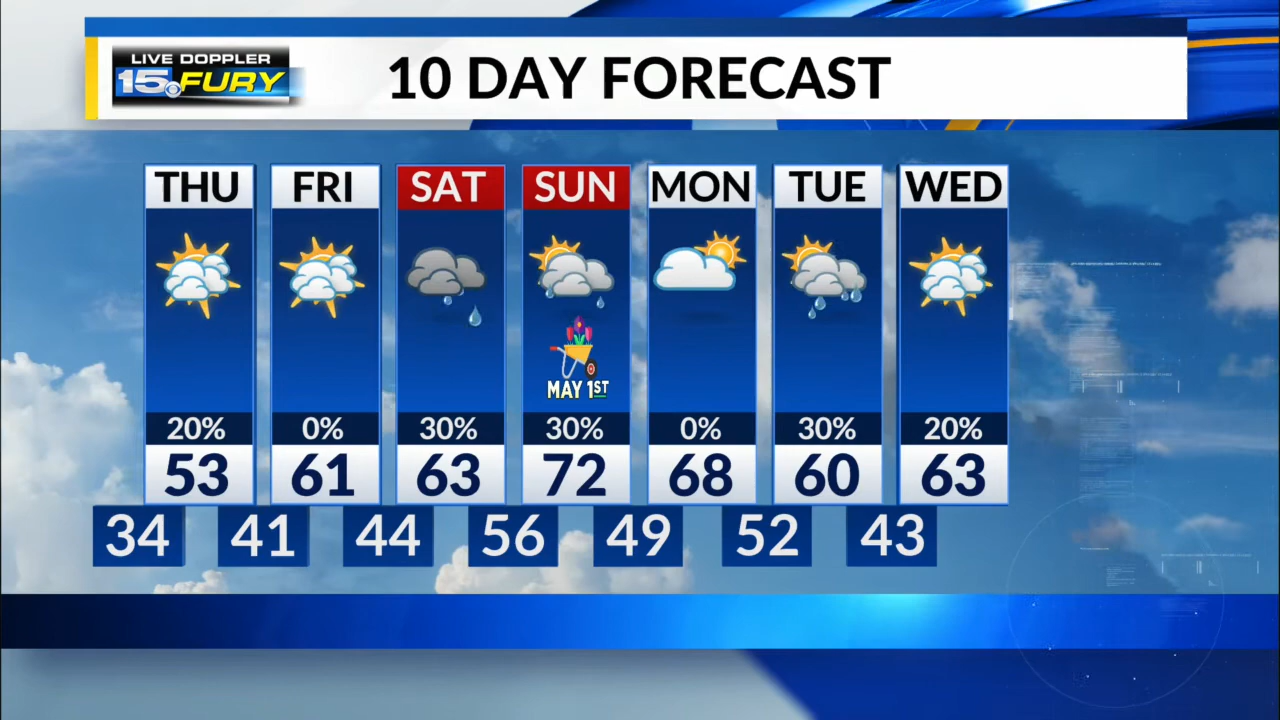 LIVE DOPPLER
15 FURY
10 DAY FORECAST
THU FRI SAT SUN MON TUE WED
MAY 1ST
20% 0% 30% 30% 0% 30% 20%
53 61 63 72 68 60 63
34 41 44 56 49 52 43